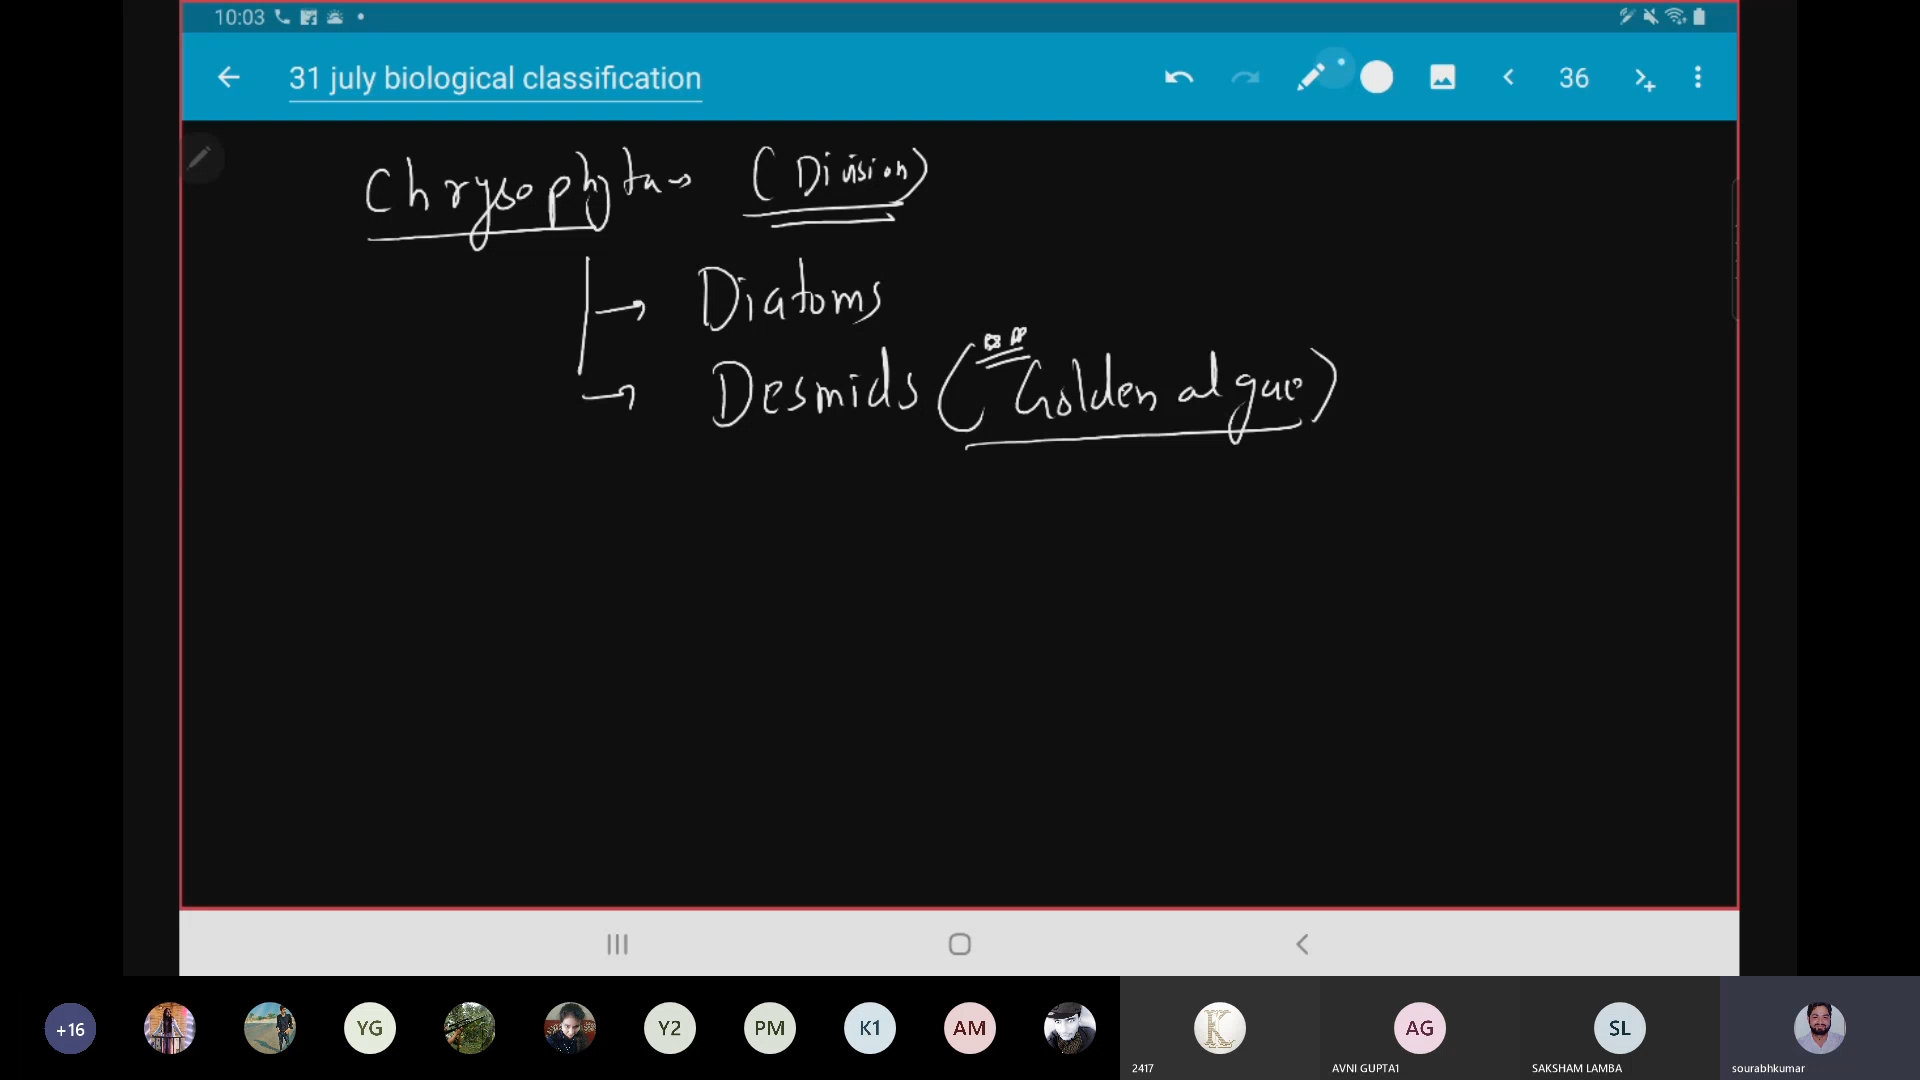 10:03
31 july biological classification
36
Chrysophyta → (Division)
→ Diatoms
→ Desmids (Golden algae)
+16
YG
Y2
PM
K1
AM
K
2417
AG
AVNI GUPTA1
SL
SAKSHAM LAMBA
sourabhkumar